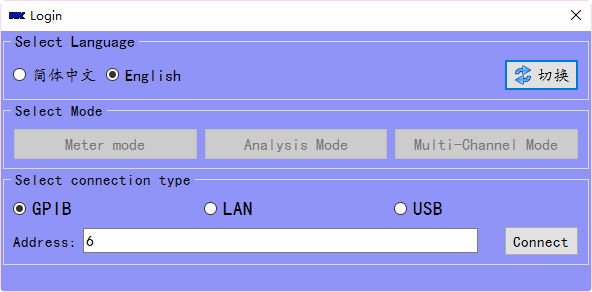 Login
Select Language
简体中文 English
切换
Select Mode
Meter mode Analysis Mode Multi-Channel Mode
Select connection type
GPIB LAN USB
Address: 6 Connect